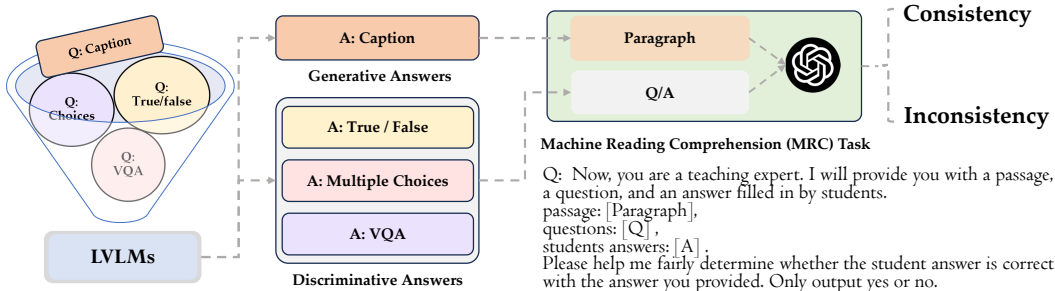 Q: Caption
Q:
Choices
Q:
True/false
Q:
VQA
LVLMs
A: Caption
Generative Answers
A: True / False
A: Multiple Choices
A: VQA
Discriminative Answers
Paragraph
Q/A
Machine Reading Comprehension (MRC) Task
Consistency
Inconsistency
Q: Now, you are a teaching expert. I will provide you with a passage,
a question, and an answer filled in by students.
passage: [Paragraph],
questions: [Q] ,
students answers: [A] .
Please help me fairly determine whether the student answer is correct
with the answer you provided. Only output yes or no.